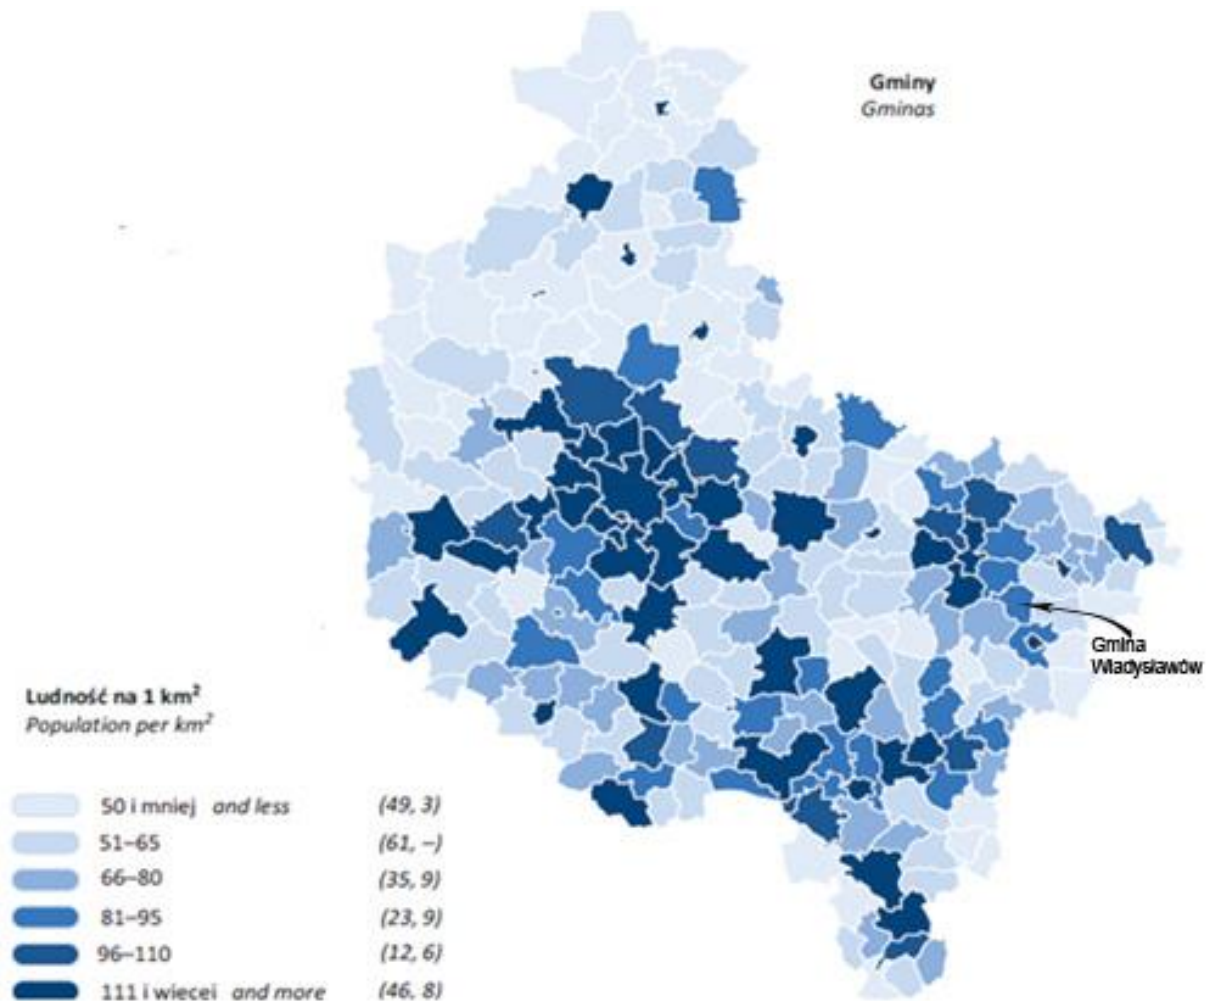 Gminy
Gminas
Gmina
Władysławów
Ludność na 1 km²
Population per km²
50 i mniej and less (49, 3)
51–65 (61, –)
66–80 (35, 9)
81–95 (23, 9)
96–110 (12, 6)
111 i więcej and more (46, 8)